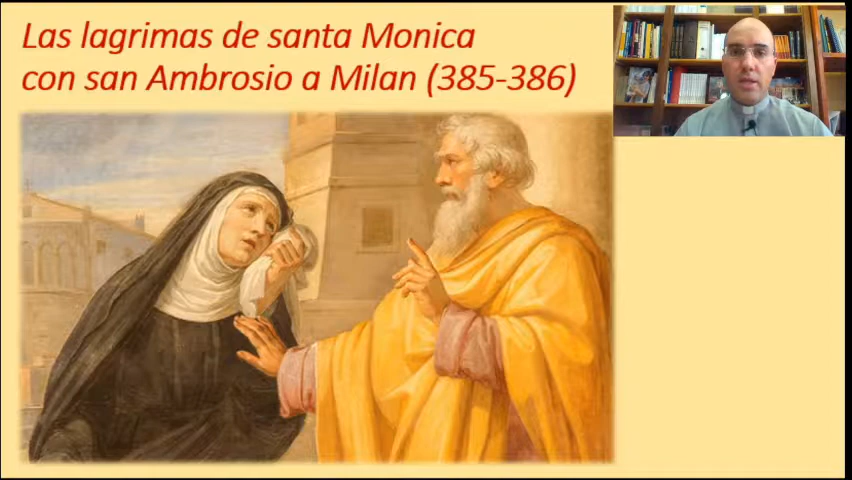 Las lagrimas de santa Monica
con san Ambrosio a Milan (385-386)